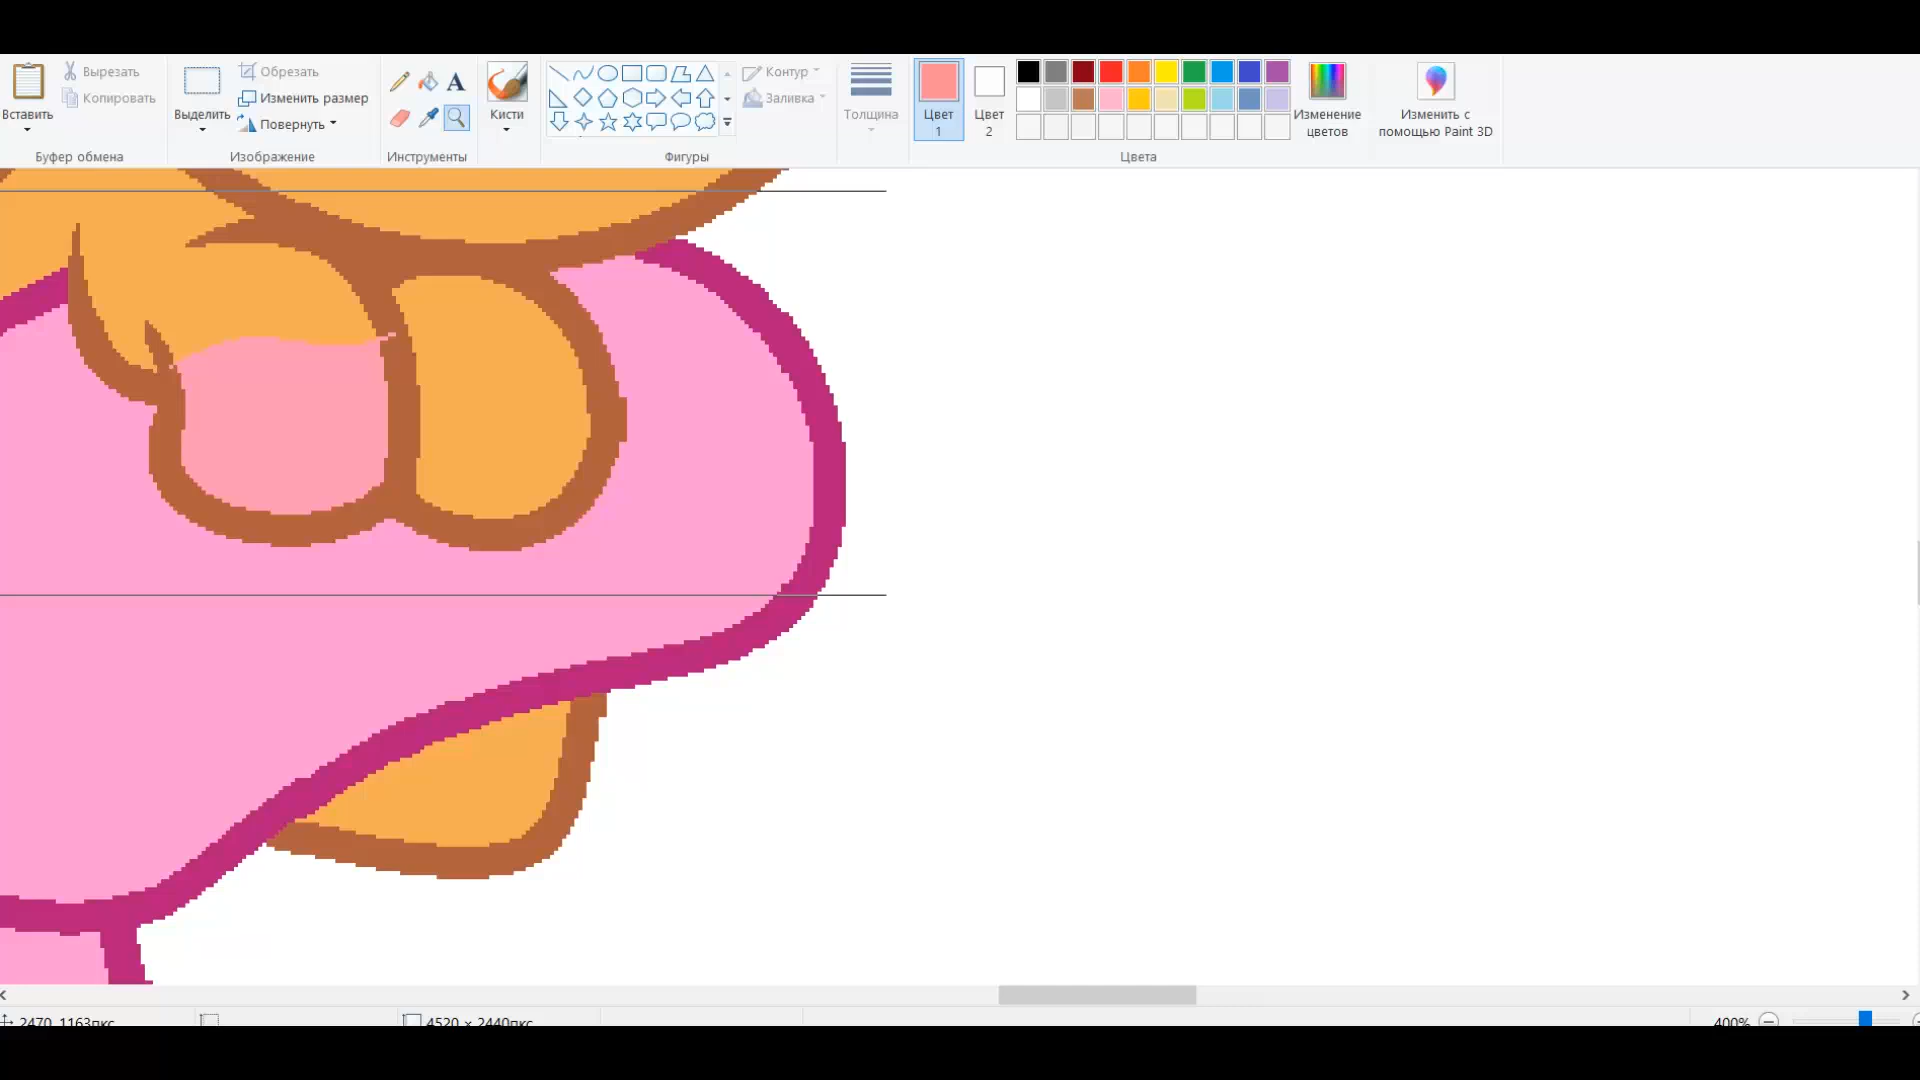 Вставить
Вырезать
Копировать
Буфер обмена
Выделить
Обрезать
Изменить размер
Повернуть
Изображение
A
Инструменты
Кисти
Контур
Заливка
Фигуры
Толщина
Цвет
1
Цвет
2
Изменение
цветов
Цвета
Изменить с
помощью Paint 3D
2470, 1163пкс
4520 × 2440пкс
400%